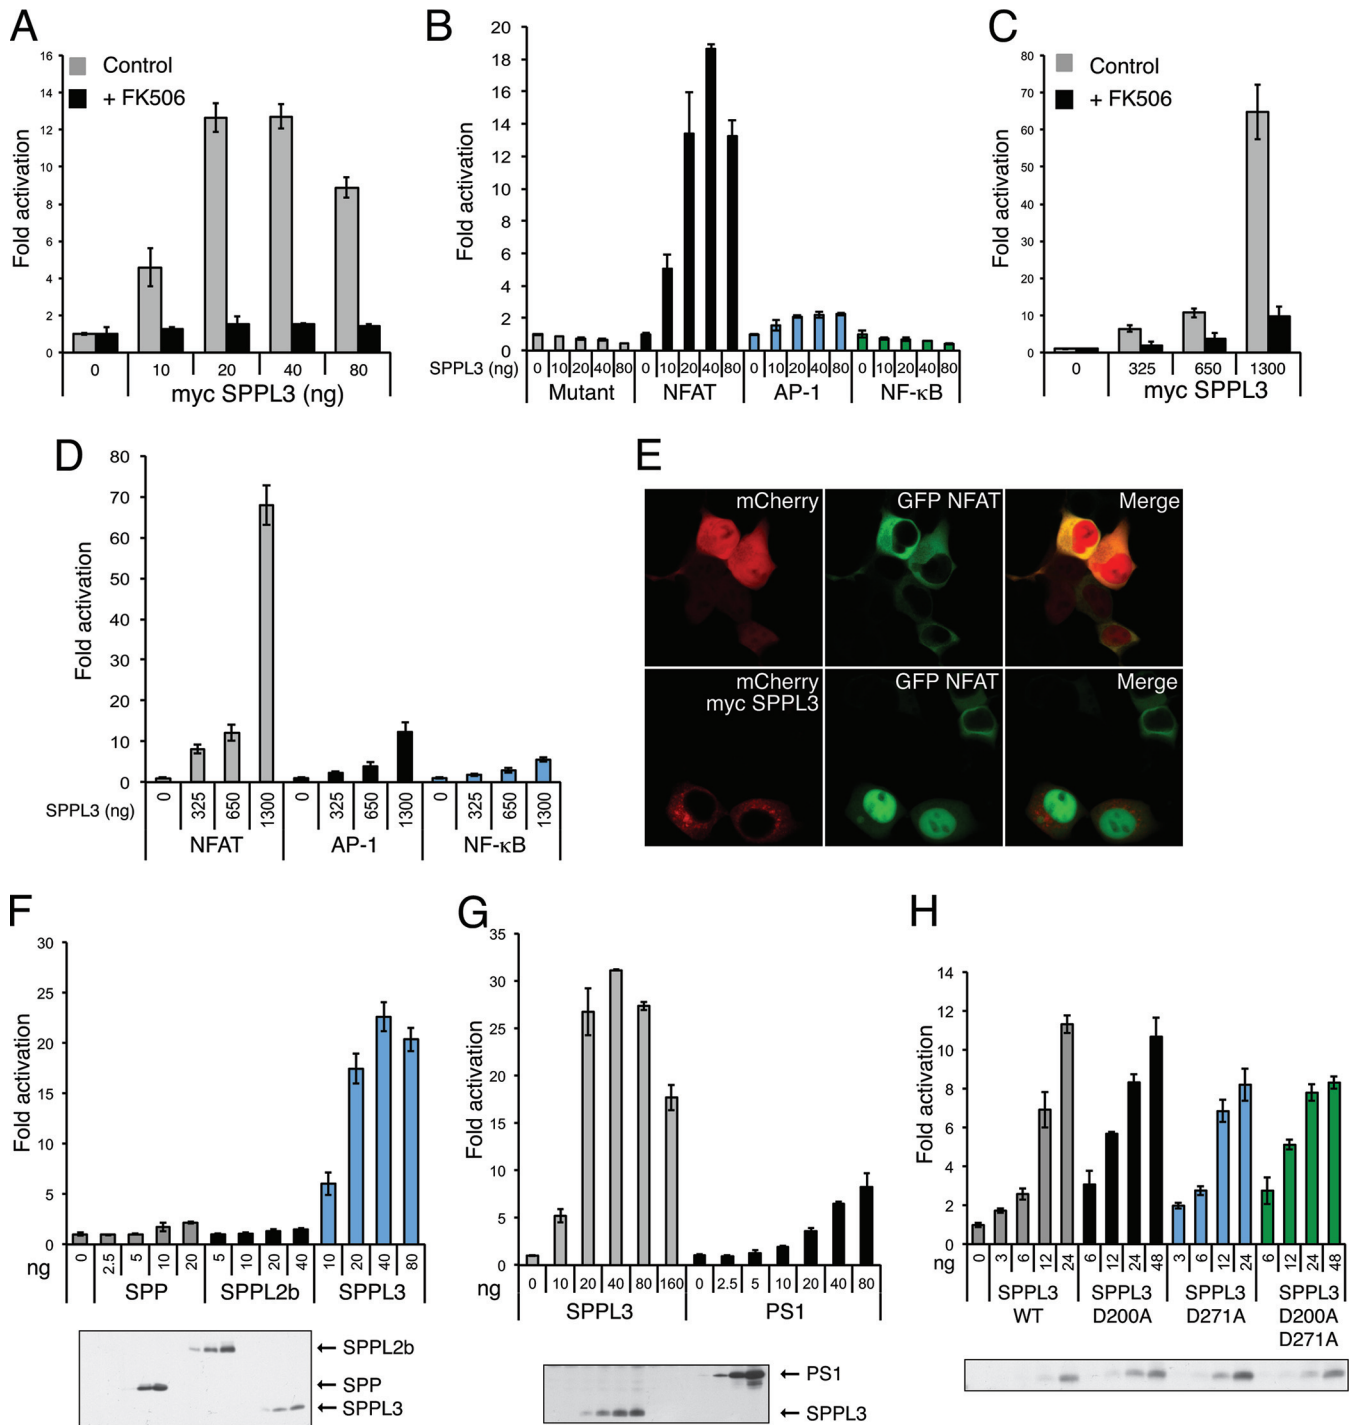 A
16
14
12
10
8
6
4
2
0
Fold activation
Control
+ FK506
0 10 20 40 80
myc SPPL3 (ng)
B
20
18
16
14
12
10
8
6
4
2
0
Fold activation
SPPL3 (ng) 0 10 20 40 80 0 10 20 40 80 0 10 20 40 80 0 10 20 40 80
Mutant NFAT AP-1 NF-κB
C
80
70
60
50
40
30
20
10
0
Fold activation
Control
+ FK506
0 325 650 1300
myc SPPL3
D
80
70
60
50
40
30
20
10
0
Fold activation
SPPL3 (ng) 0 325 650 1300 0 325 650 1300 0 325 650 1300
NFAT AP-1 NF-κB
E
mCherry GFP NFAT Merge
mCherry GFP NFAT Merge
myc SPPL3
F
30
25
20
15
10
5
0
Fold activation
ng 0 2.5 5 10 20 5 10 20 40 10 20 40 80
SPP SPPL2b SPPL3
← SPPL2b
← SPP
← SPPL3
G
35
30
25
20
15
10
5
0
Fold activation
ng 0 10 20 40 80 160 0 2.5 5 10 20 40 80
SPPL3 PS1
← PS1
← SPPL3
H
14
12
10
8
6
4
2
0
Fold activation
ng 0 3 6 12 24 6 12 24 48 3 6 12 24 6 12 24 48
SPPL3 SPPL3 SPPL3 SPPL3
WT D200A D271A D200A
D271A